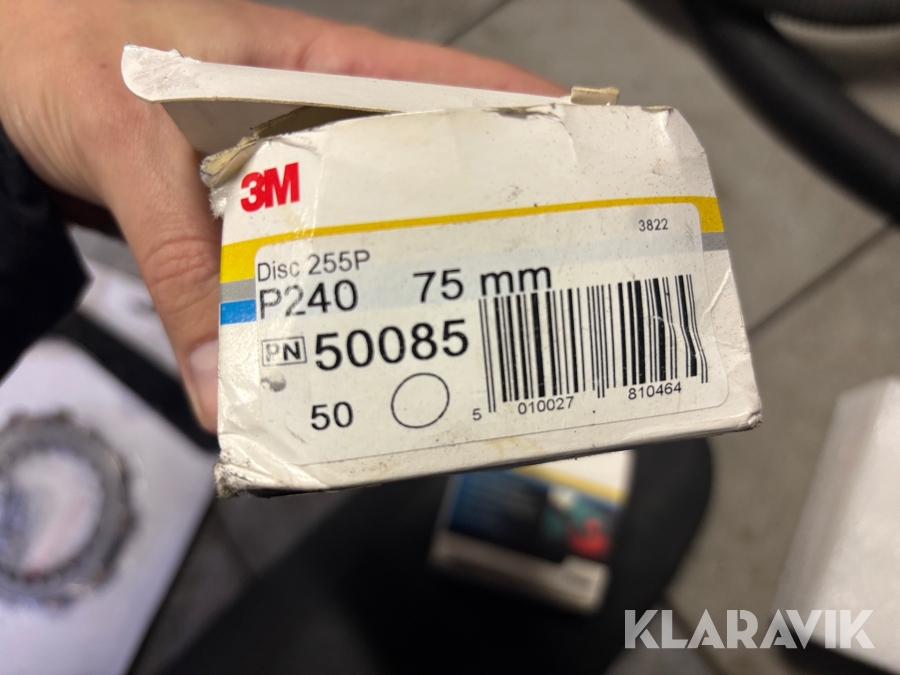 3M
3822
Disc 255P
P240 75 mm
PN 50085
50
5 010027 810464
KLARAVIK